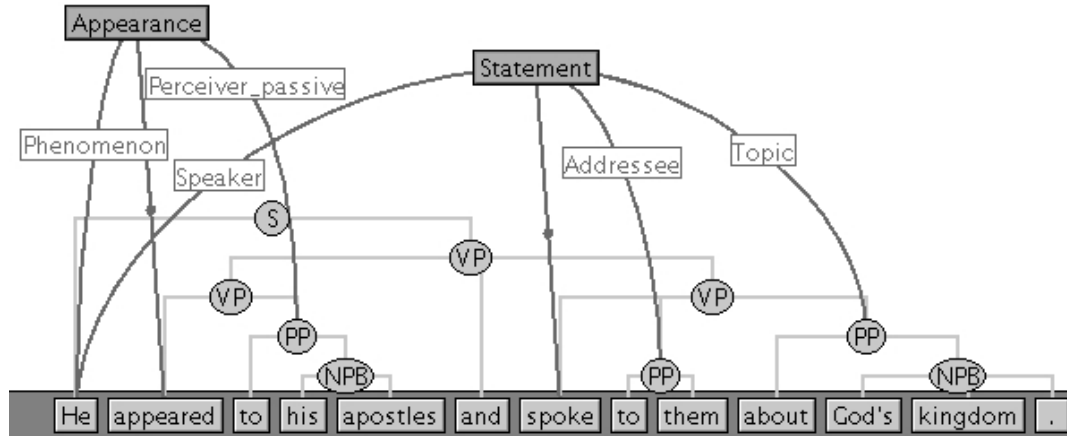 Appearance
Statement
Perceiver_passive
Phenomenon
Speaker
Addressee
Topic
S
VP
VP
VP
PP
PP
NPB
PP
NPB
He appeared to his apostles and spoke to them about God's kingdom .